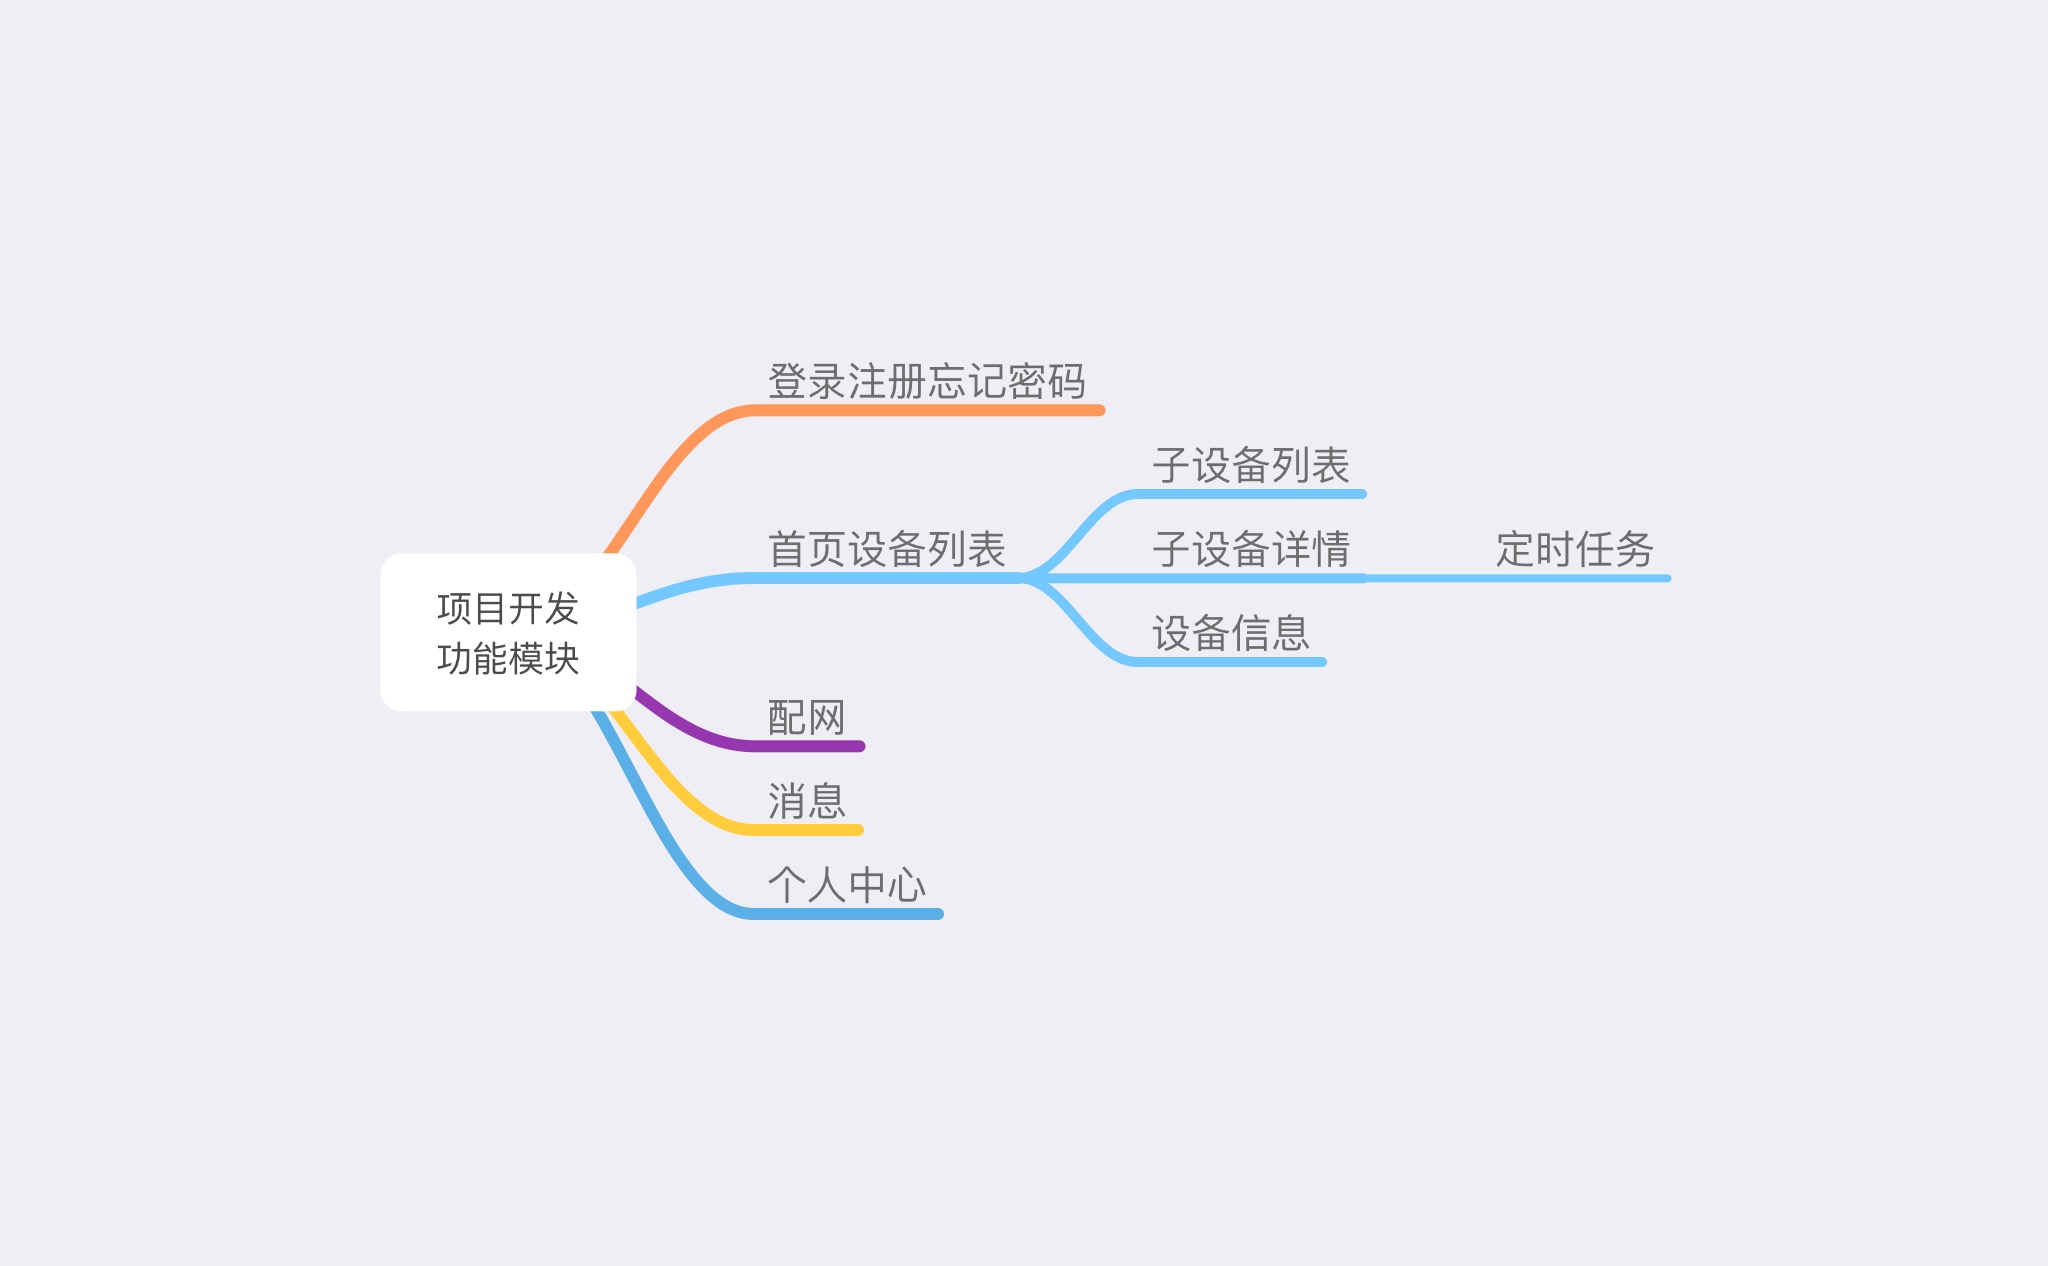 登录注册忘记密码
子设备列表
首页设备列表
子设备详情
定时任务
项目开发
功能模块
设备信息
配网
消息
个人中心